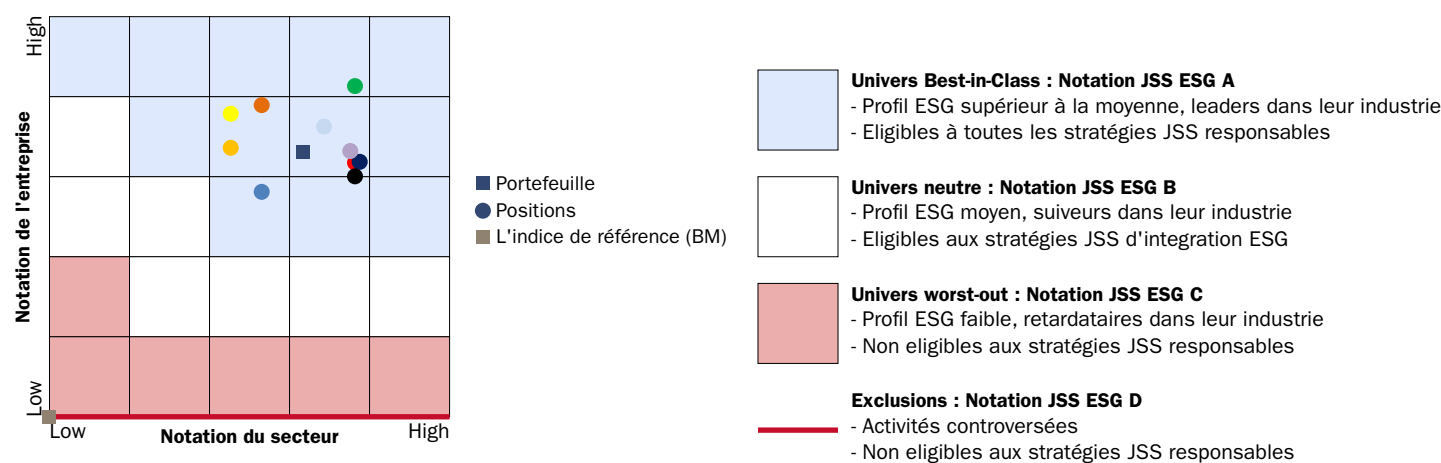 High
Notation de l'entreprise
Low
Low
Notation du secteur
High
Portefeuille
Positions
L'indice de référence (BM)
Univers Best-in-Class : Notation JSS ESG A
- Profil ESG supérieur à la moyenne, leaders dans leur industrie
- Eligibles à toutes les stratégies JSS responsables
Univers neutre : Notation JSS ESG B
- Profil ESG moyen, suiveurs dans leur industrie
- Eligibles aux stratégies JSS d'integration ESG
Univers worst-out : Notation JSS ESG C
- Profil ESG faible, retardataires dans leur industrie
- Non eligibles aux stratégies JSS responsables
Exclusions : Notation JSS ESG D
- Activités controversées
- Non eligibles aux stratégies JSS responsables